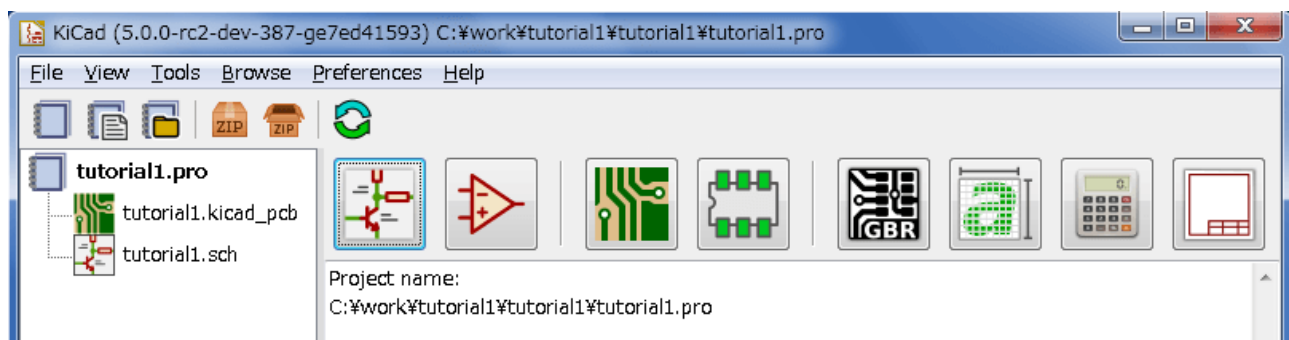 KiCad (5.0.0-rc2-dev-387-ge7ed41593) C:¥work¥tutorial1¥tutorial1¥tutorial1.pro
File View Tools Browse Preferences Help
ZIP ZIP
tutorial1.pro
tutorial1.kicad_pcb
tutorial1.sch
a
0.
GBR
Project name:
C:¥work¥tutorial1¥tutorial1¥tutorial1.pro